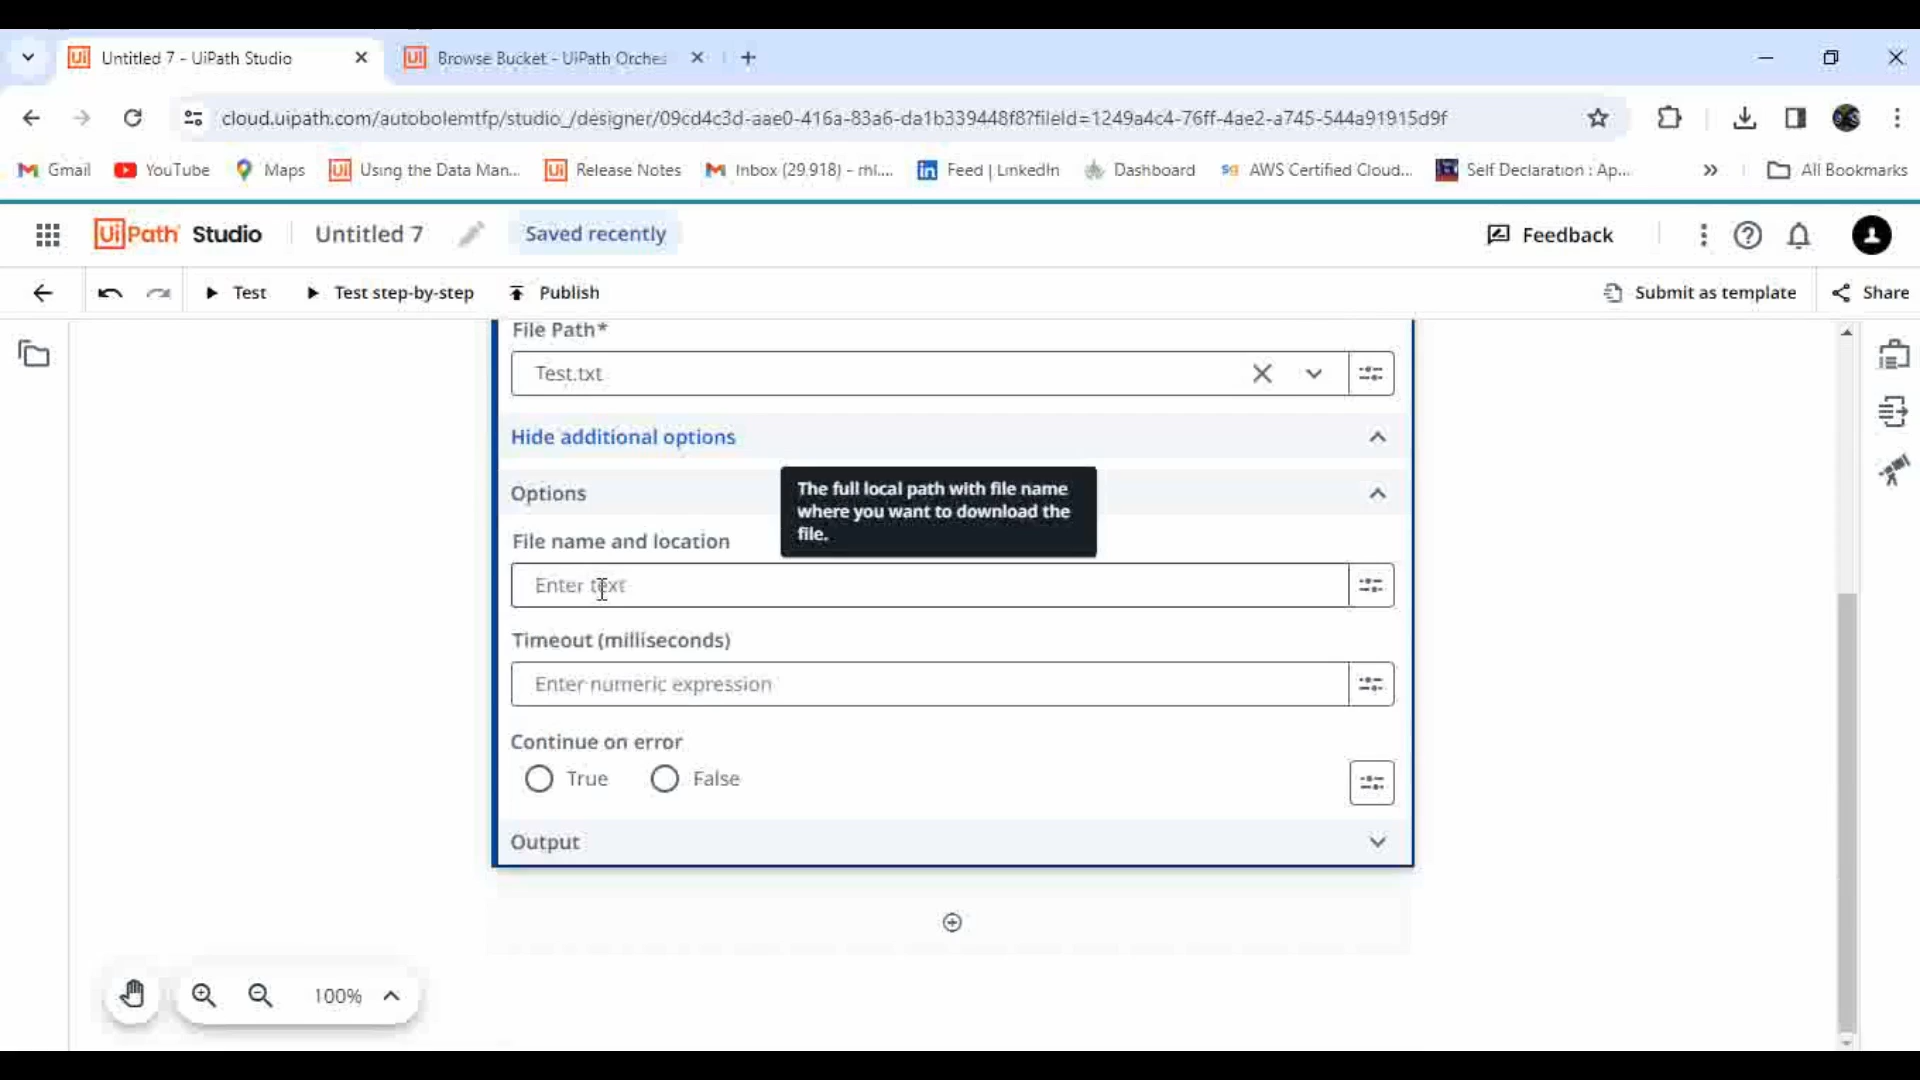 Untitled 7 - UiPath Studio
Browse Bucket - UiPath Orches
cloud.uipath.com/autobolemtfp/studio_/designer/09cd4c3d-aae0-416a-83a6-da1b339448f8?fileId=1249a4c4-76ff-4ae2-a745-544a91915d9f
Gmail
YouTube
Maps
Using the Data Man...
Release Notes
Inbox (29,918) - rhl....
Feed | LinkedIn
Dashboard
AWS Certified Cloud...
Self Declaration : Ap...
All Bookmarks
UiPath Studio
Untitled 7
Saved recently
Feedback
Test
Test step-by-step
Publish
Submit as template
Share
File Path*
Test.txt
Hide additional options
Options
The full local path with file name
where you want to download the
file.
File name and location
Enter text
Timeout (milliseconds)
Enter numeric expression
Continue on error
True
False
Output
100%